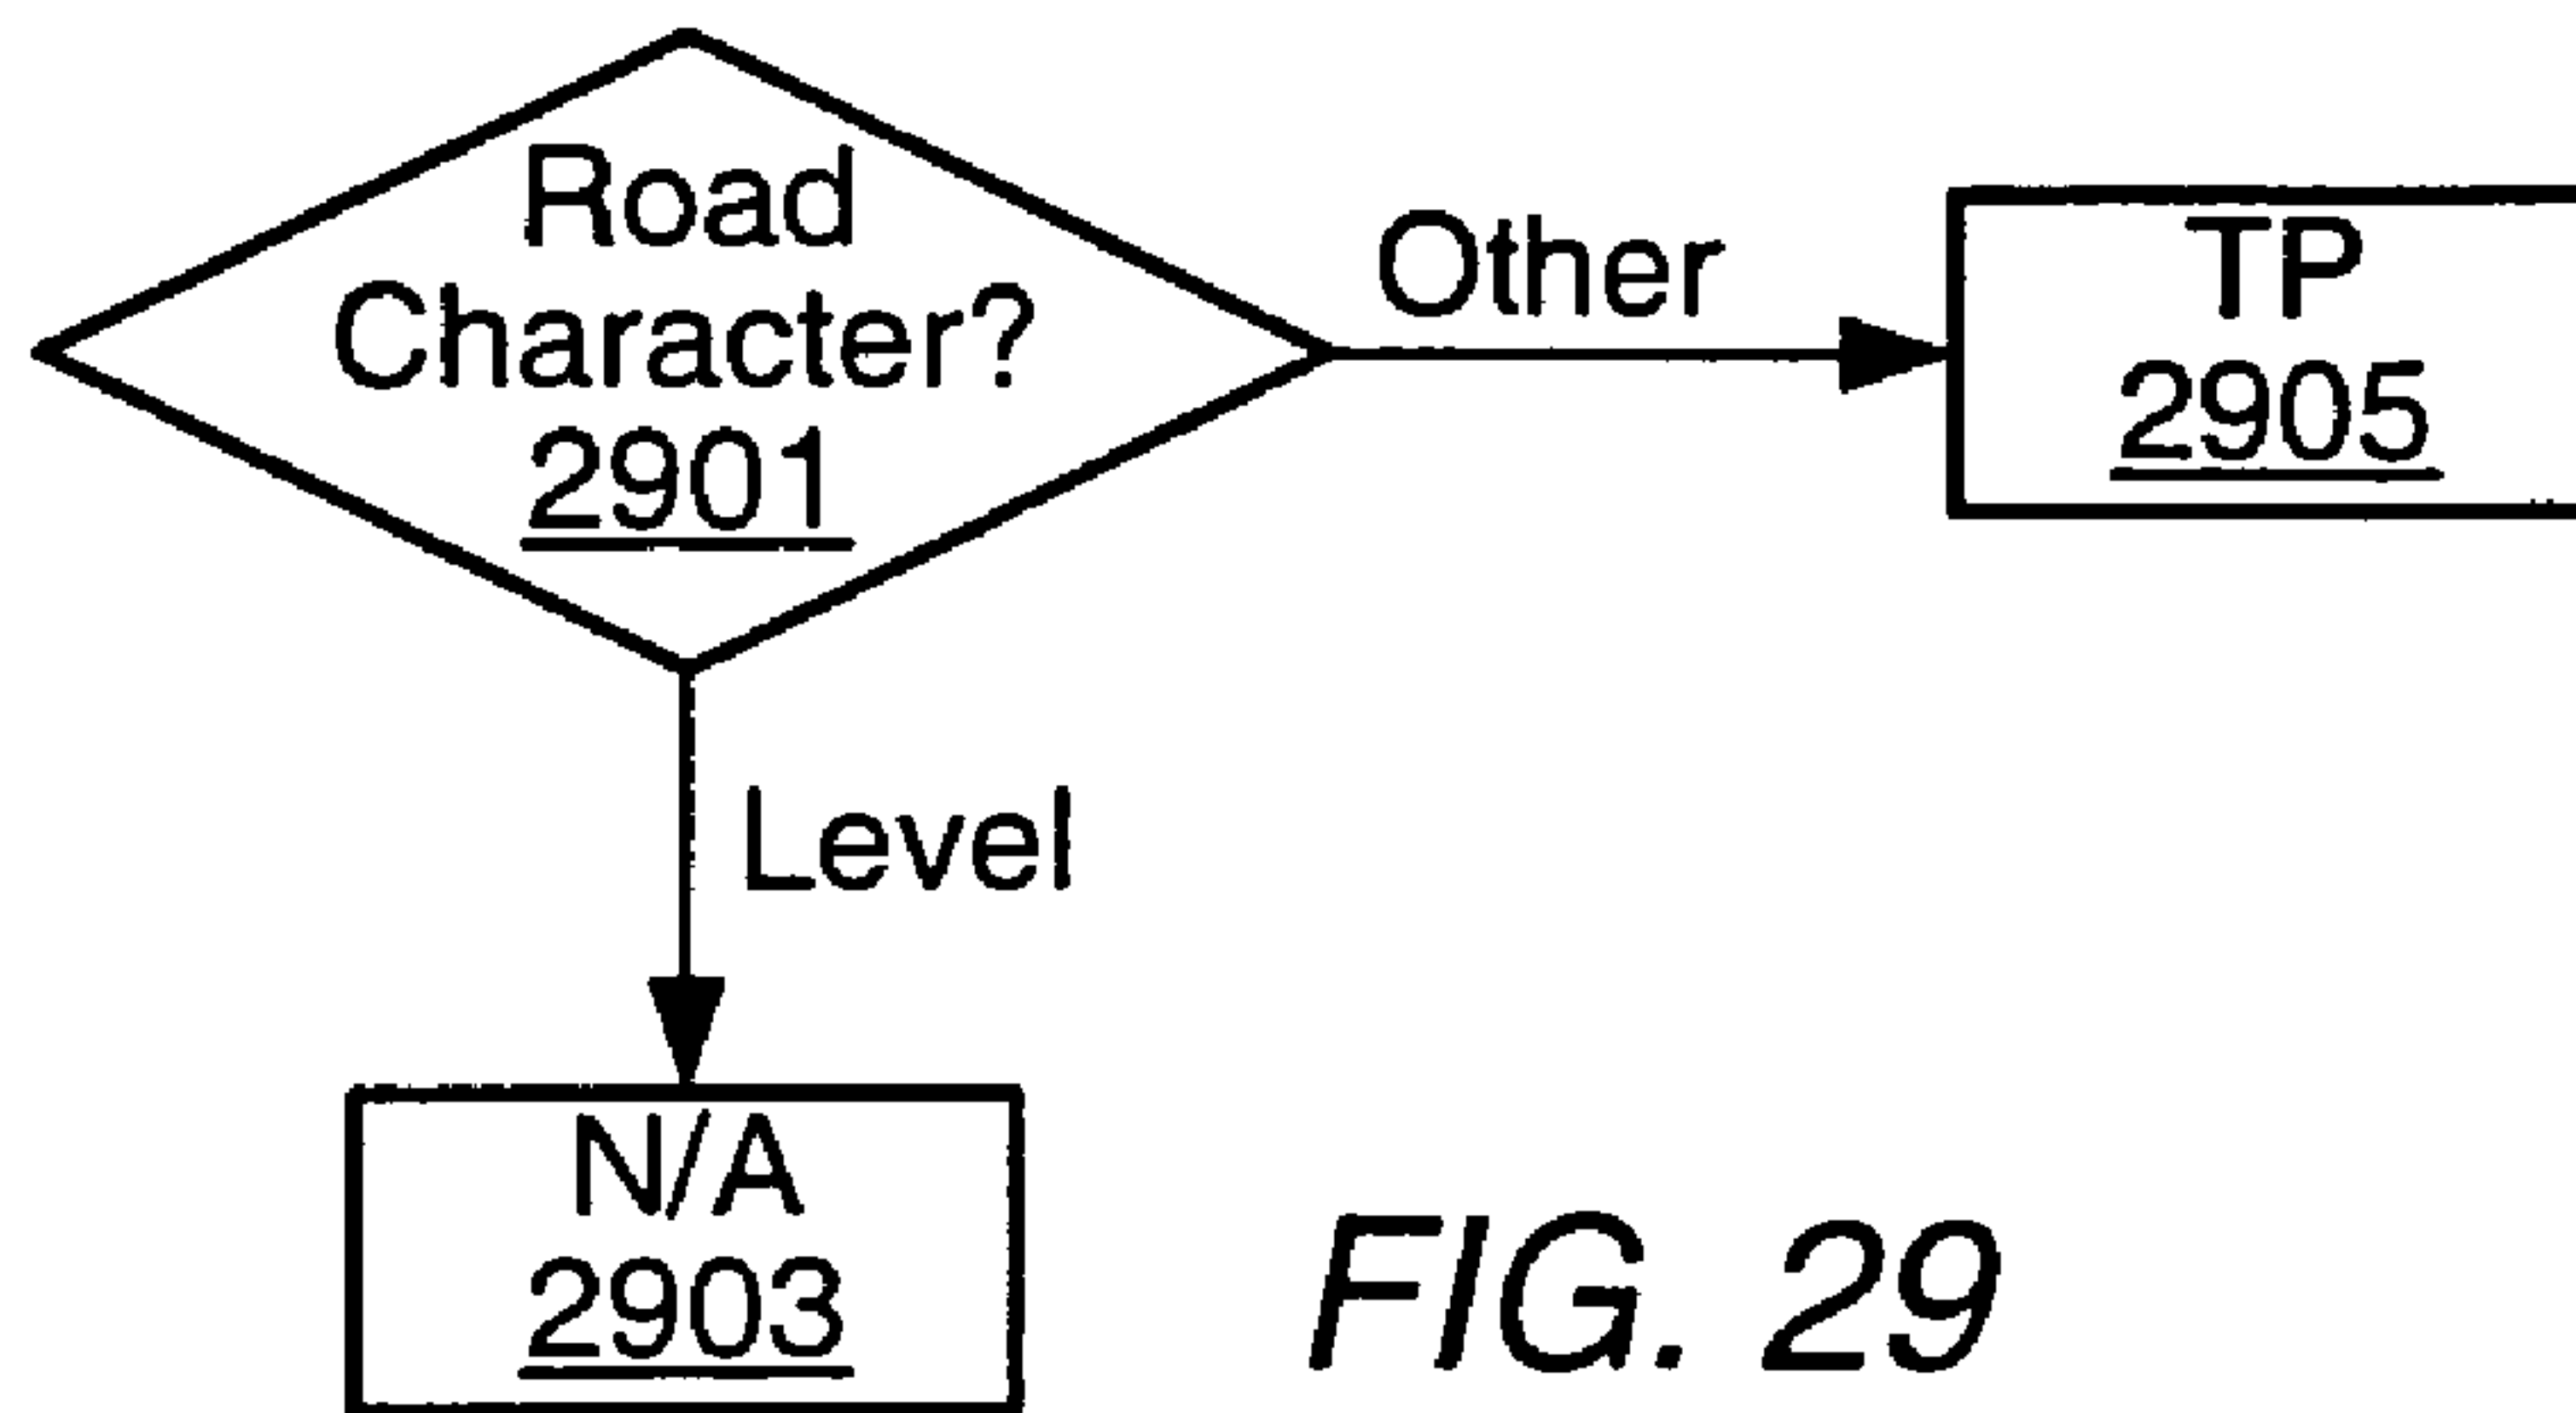 Road
Character?
2901
Other
TP
2905
Level
N/A
2903
FIG. 29